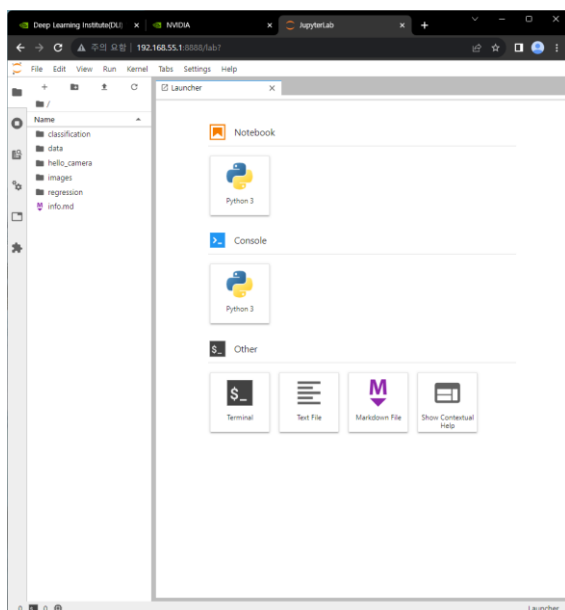 Deep Learning Institute(DLI)
NVIDIA
JupyterLab
주의 요함 192.168.55.1:8888/lab?
File Edit View Run Kernel Tabs Settings Help
Launcher
/
Name
classification
data
hello_camera
images
regression
info.md
Notebook
Python 3
Console
Python 3
$_ Other
$_
Terminal
Text File
M
Markdown File
Show Contextual
Help
0 $_ 0
Launcher